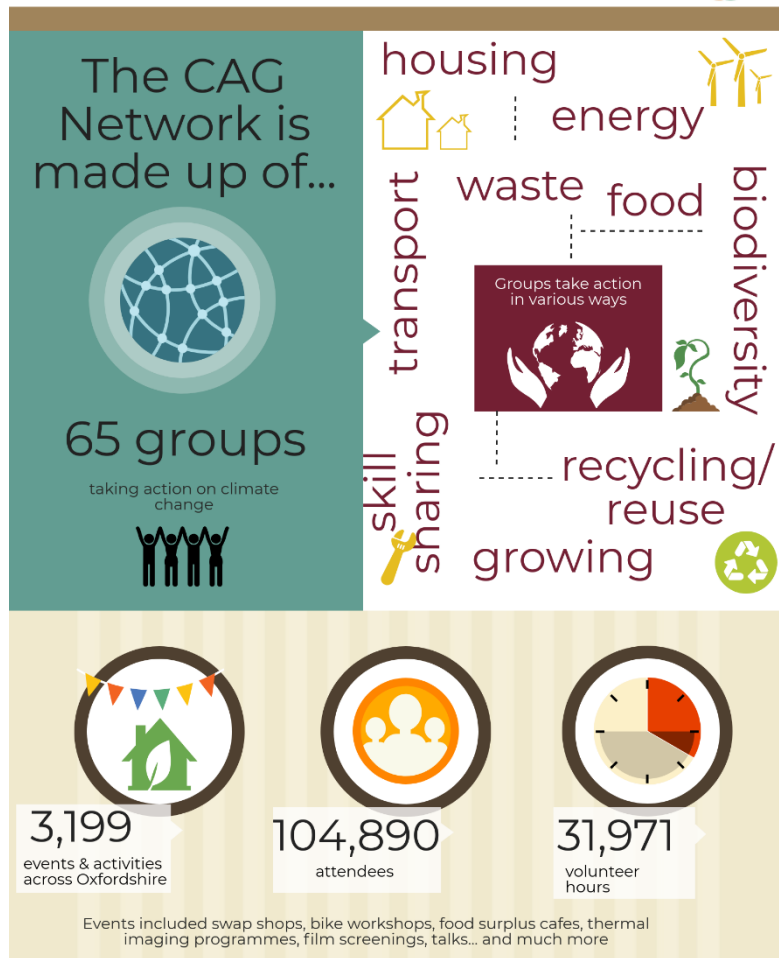 The CAG
Network is
made up of...
65 groups
taking action on climate
change
housing
energy
waste
food
transport
biodiversity
Groups take action
in various ways
skill
sharing
recycling/
reuse
growing
3,199
events & activities
across Oxfordshire
104,890
attendees
31,971
volunteer
hours
Events included swap shops, bike workshops, food surplus cafes, thermal
imaging programmes, film screenings, talks... and much more